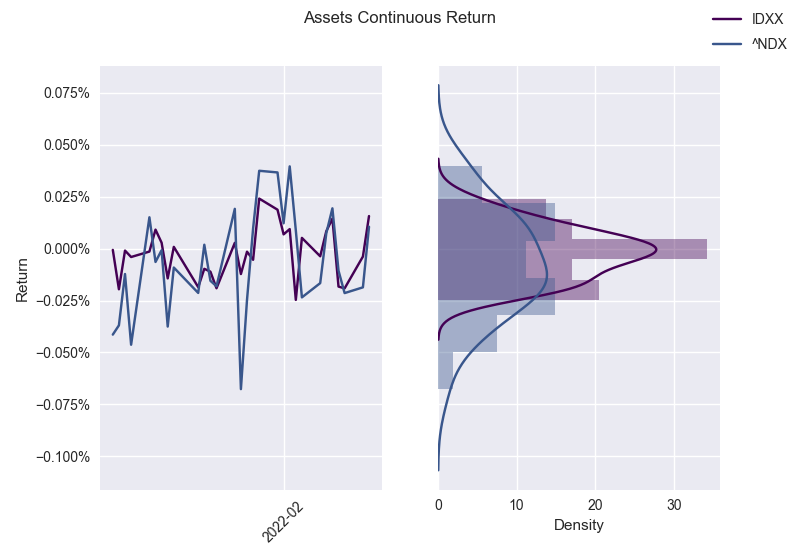 Assets Continuous Return
IDXX
^NDX
Return
0.075%
0.050%
0.025%
0.000%
−0.025%
−0.050%
−0.075%
−0.100%
2022-02
0 10 20 30
Density